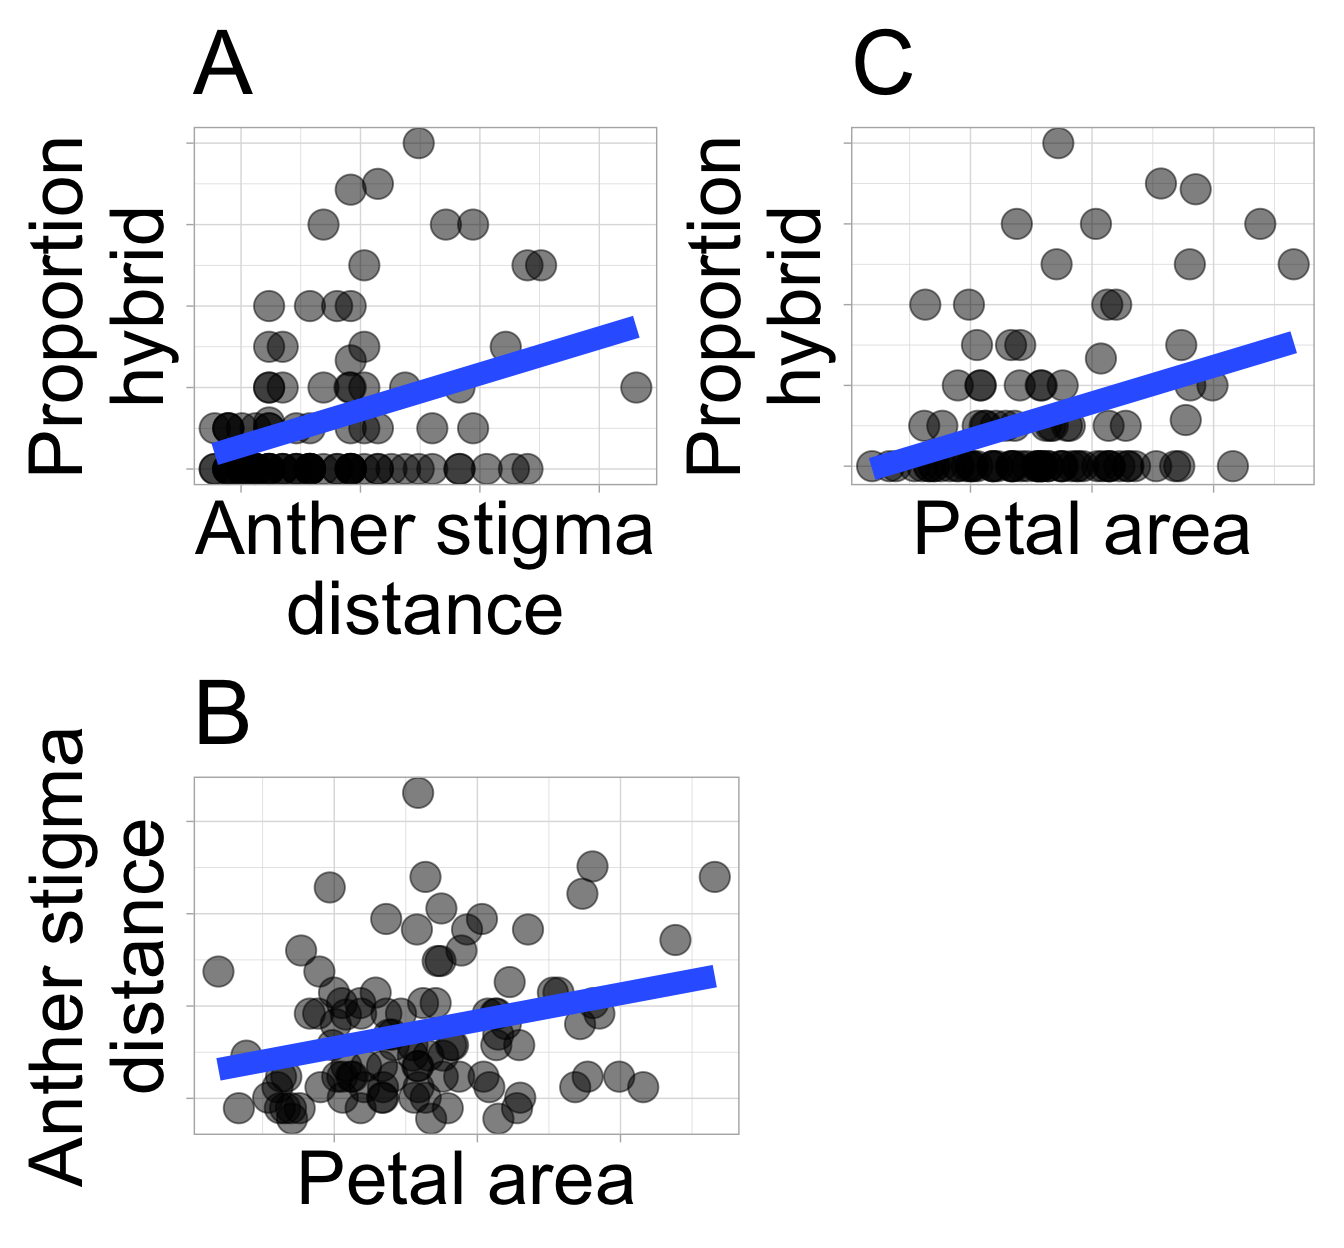 A
Proportion
hybrid
Anther stigma
distance
C
Proportion
hybrid
Petal area
B
Anther stigma
distance
Petal area